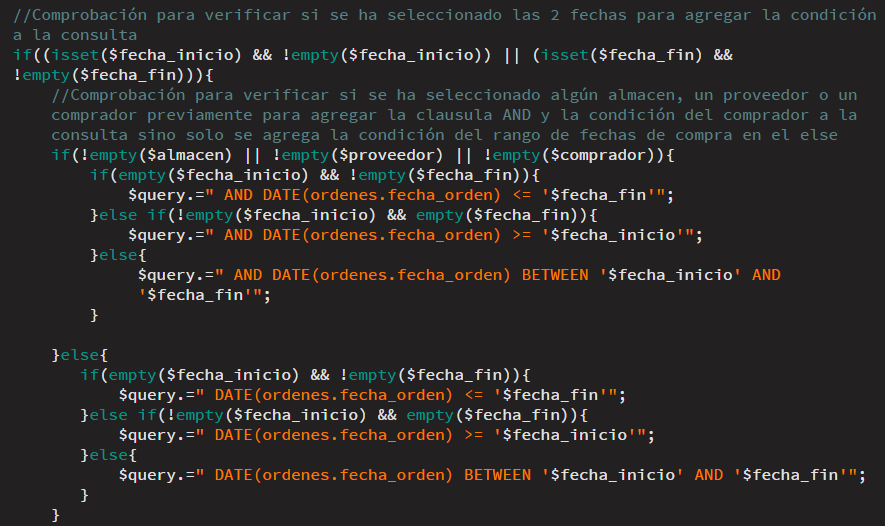 //Comprobación para verificar si se ha seleccionado las 2 fechas para agregar la condición
a la consulta
if((isset($fecha_inicio) && !empty($fecha_inicio)) || (isset($fecha_fin) &&
!empty($fecha_fin))){
//Comprobación para verificar si se ha seleccionado algún almacen, un proveedor o un
comprador previamente para agregar la clausula AND y la condición del comprador a la
consulta sino solo se agrega la condición del rango de fechas de compra en el else
if(!empty($almacen) || !empty($proveedor) || !empty($comprador)){
if(empty($fecha_inicio) && !empty($fecha_fin)){
$query.=" AND DATE(ordenes.fecha_orden) <= '$fecha_fin'";
}else if(!empty($fecha_inicio) && empty($fecha_fin)){
$query.=" AND DATE(ordenes.fecha_orden) >= '$fecha_inicio'";
}else{
$query.=" AND DATE(ordenes.fecha_orden) BETWEEN '$fecha_inicio' AND
'$fecha_fin'";
}
}else{
if(empty($fecha_inicio) && !empty($fecha_fin)){
$query.=" DATE(ordenes.fecha_orden) <= '$fecha_fin'";
}else if(!empty($fecha_inicio) && empty($fecha_fin)){
$query.=" DATE(ordenes.fecha_orden) >= '$fecha_inicio'";
}else{
$query.=" DATE(ordenes.fecha_orden) BETWEEN '$fecha_inicio' AND '$fecha_fin'";
}
}